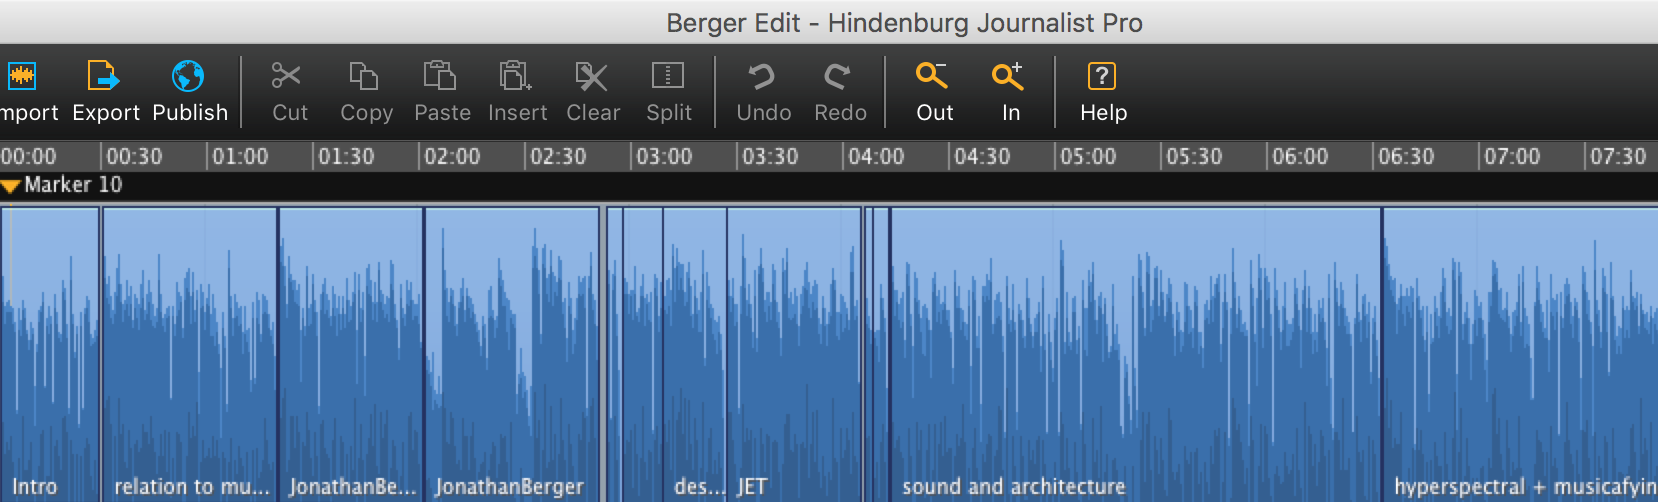 Berger Edit - Hindenburg Journalist Pro
mport Export Publish Cut Copy Paste Insert Clear Split Undo Redo Out In Help
00:00 00:30 01:00 01:30 02:00 02:30 03:00 03:30 04:00 04:30 05:00 05:30 06:00 06:30 07:00 07:30
Marker 10
Intro relation to mu... JonathanBe... JonathanBerger des... JET sound and architecture hyperspectral + musicafyin